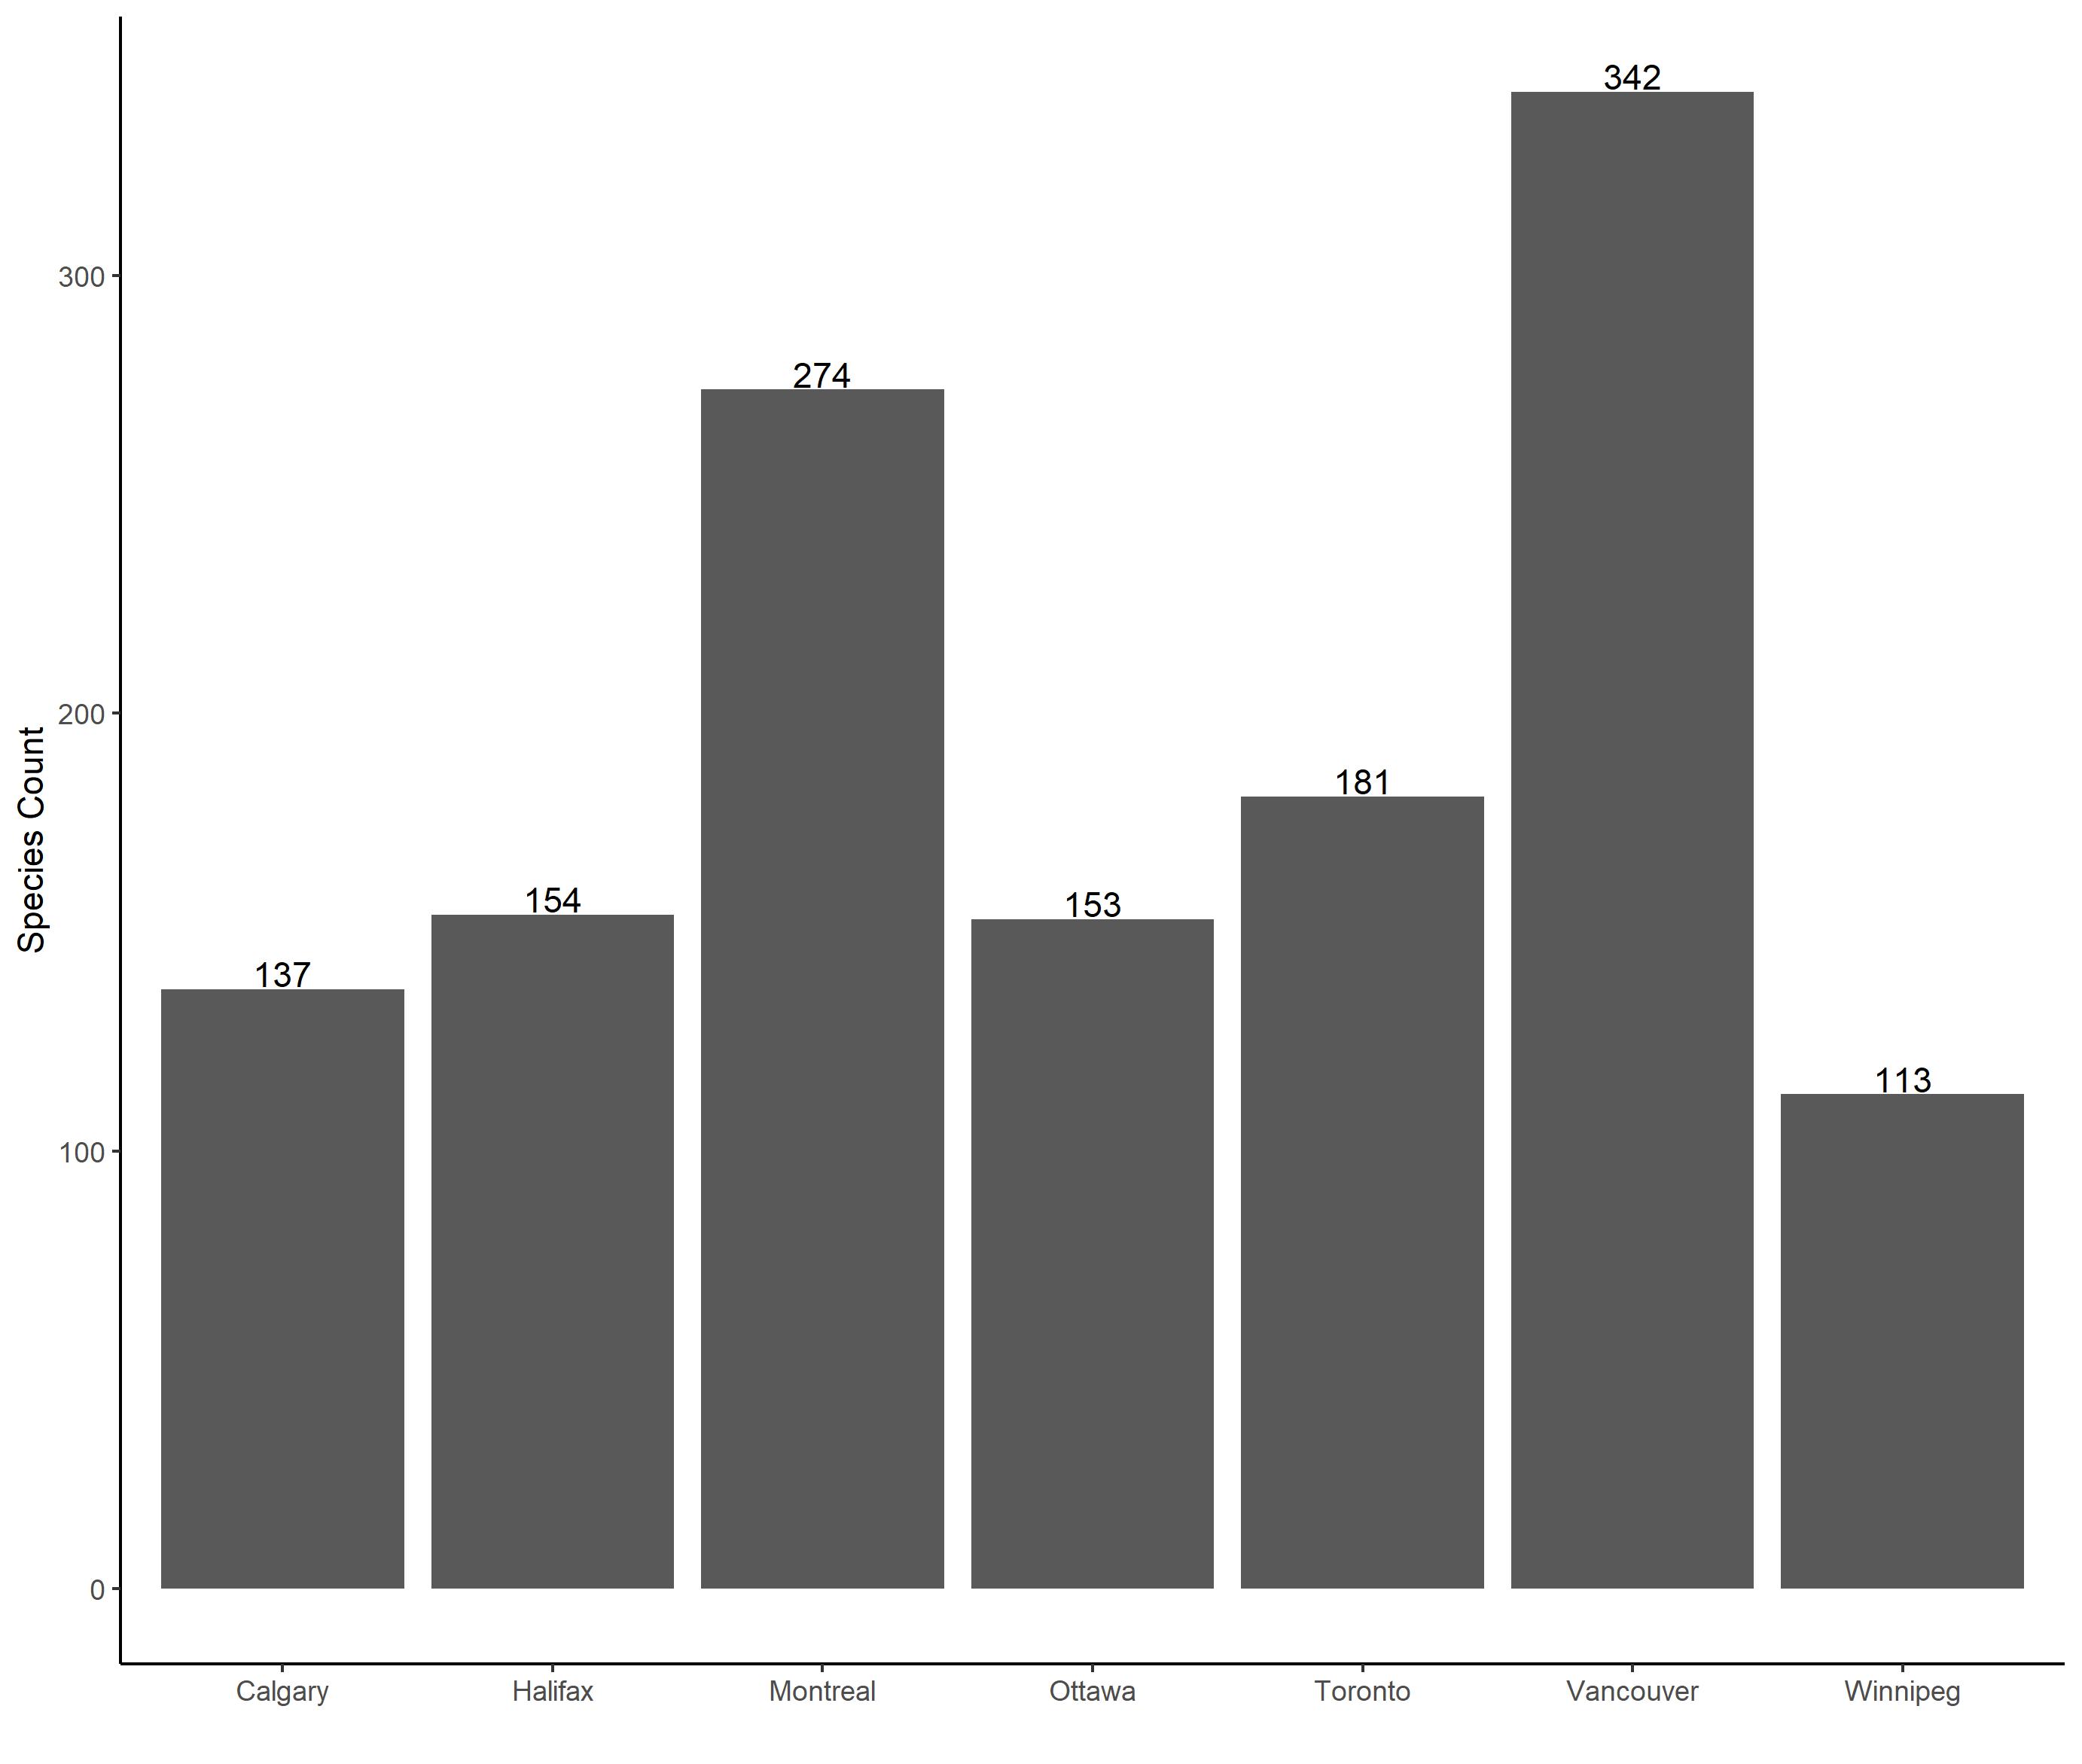 Species Count
300
200
100
0
137
154
274
153
181
342
113
Calgary
Halifax
Montreal
Ottawa
Toronto
Vancouver
Winnipeg